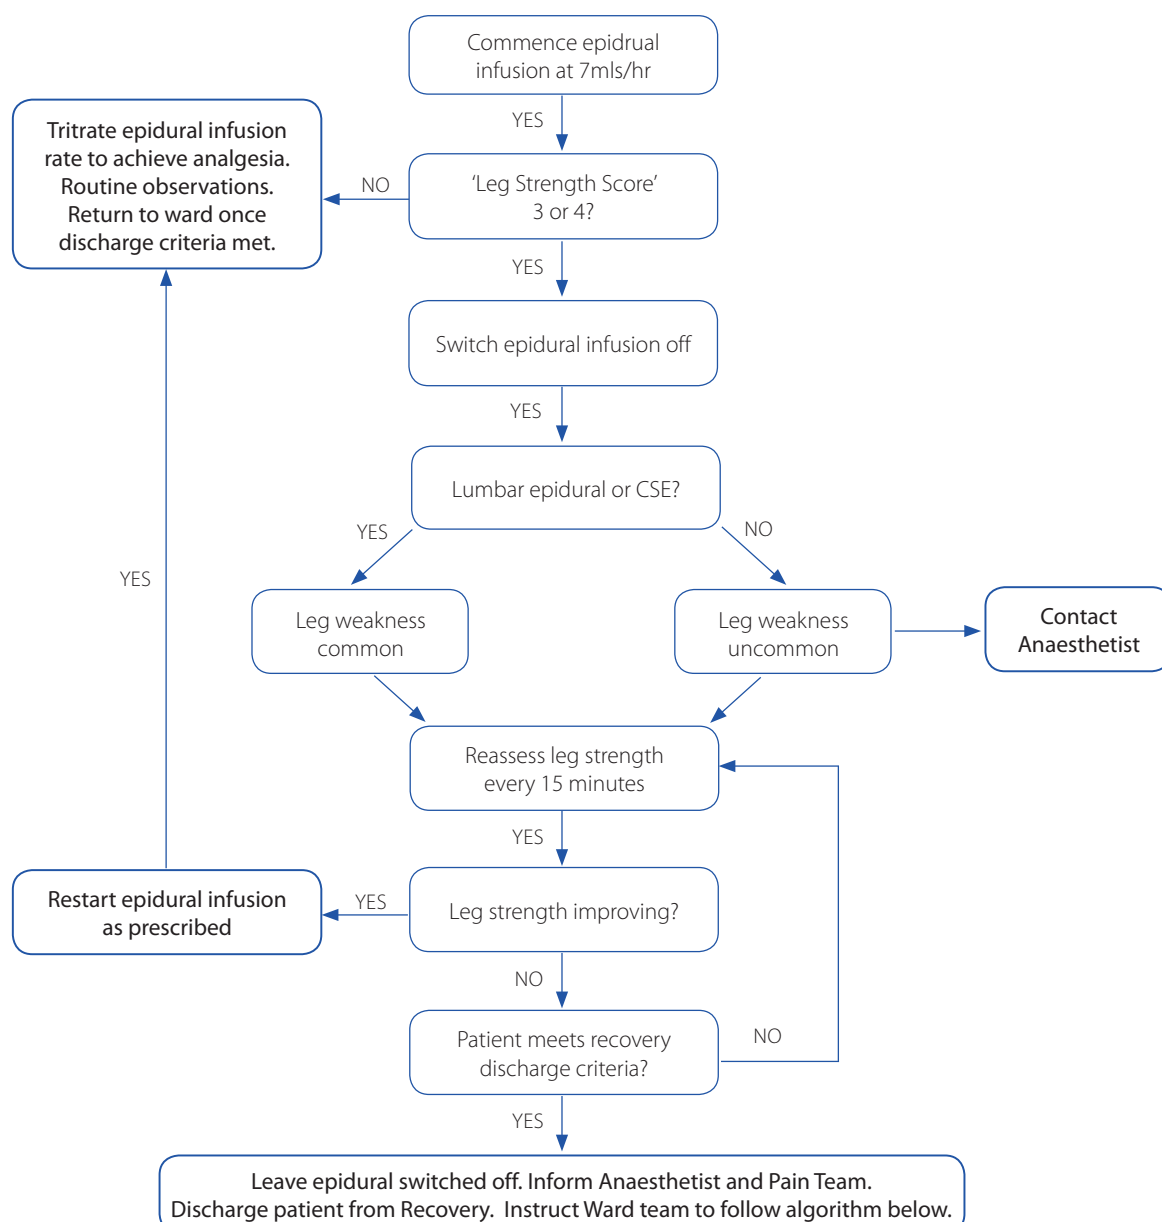 Commence epidrual
infusion at 7mls/hr
YES
Tritrate epidural infusion
rate to achieve analgesia.
Routine observations.
Return to ward once
discharge criteria met.
NO
‘Leg Strength Score’
3 or 4?
YES
Switch epidural infusion off
YES
Lumbar epidural or CSE?
YES
NO
YES
Leg weakness
common
Leg weakness
uncommon
Contact
Anaesthetist
Reassess leg strength
every 15 minutes
YES
Restart epidural infusion
as prescribed
YES
Leg strength improving?
NO
Patient meets recovery
discharge criteria?
NO
YES
Leave epidural switched off. Inform Anaesthetist and Pain Team.
Discharge patient from Recovery. Instruct Ward team to follow algorithm below.